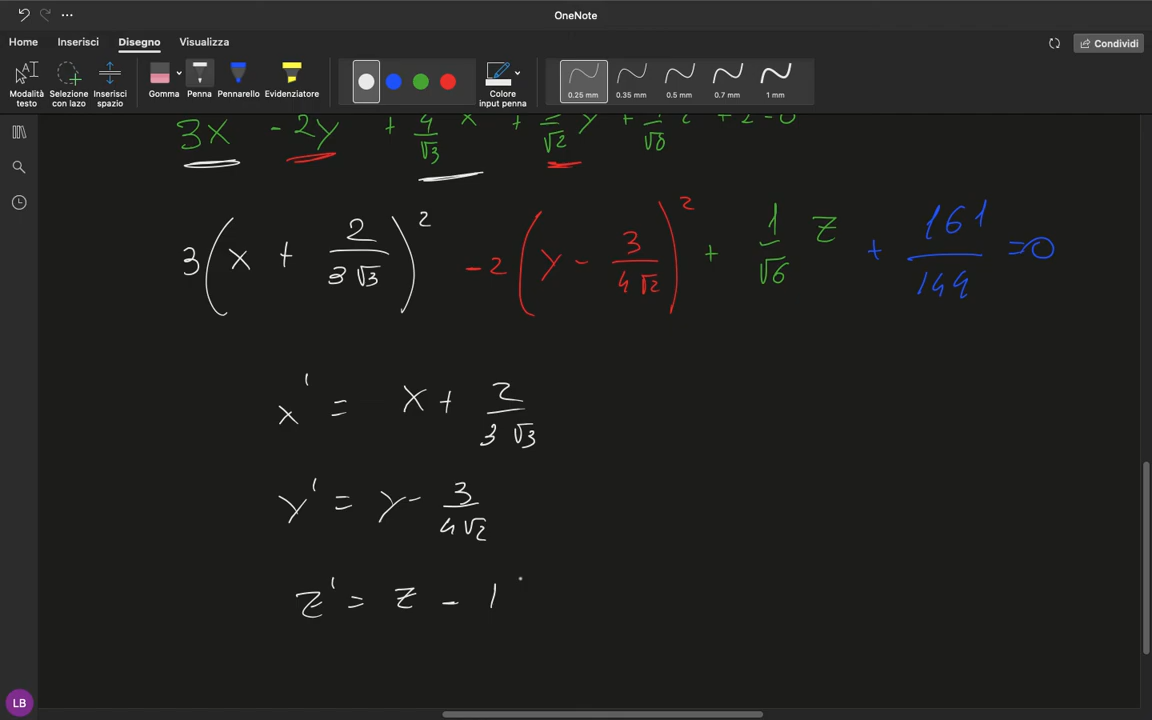 OneNote
Home Inserisci Disegno Visualizza
Condividi
Modalità testo
Selezione con lazo
Inserisci spazio
Gomma
Penna
Pennarello
Evidenziatore
Colore input penna
0.25 mm
0.35 mm
0.5 mm
0.7 mm
1 mm
3X - 2y + 4/√3 x
3(x + 2/(3√3))² -2(y - 3/(4√2))² + 1/√6 z + 161/144 =0
x' = x + 2/(3√3)
y' = y - 3/(4√2)
z' = z - 1
LB